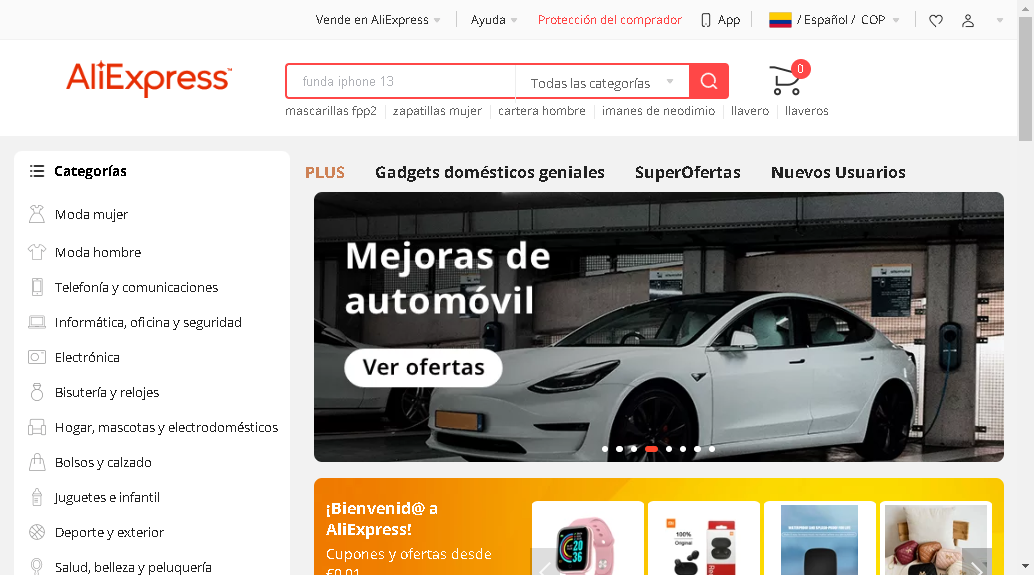 Vende en AliExpress
Ayuda
Protección del comprador
App
/ Español / COP
AliExpress™
funda iphone 13
Todas las categorías
0
mascarillas fpp2
zapatillas mujer
cartera hombre
imanes de neodimio
llavero
llaveros
Categorías
PLUS
Gadgets domésticos geniales
SuperOfertas
Nuevos Usuarios
Moda mujer
Moda hombre
Telefonía y comunicaciones
Informática, oficina y seguridad
Electrónica
Bisutería y relojes
Hogar, mascotas y electrodomésticos
Bolsos y calzado
Juguetes e infantil
Deporte y exterior
Salud, belleza y peluquería
Mejoras de
automóvil
Ver ofertas
¡Bienvenid@ a
AliExpress!
Cupones y ofertas desde
€0,01
100%
Original